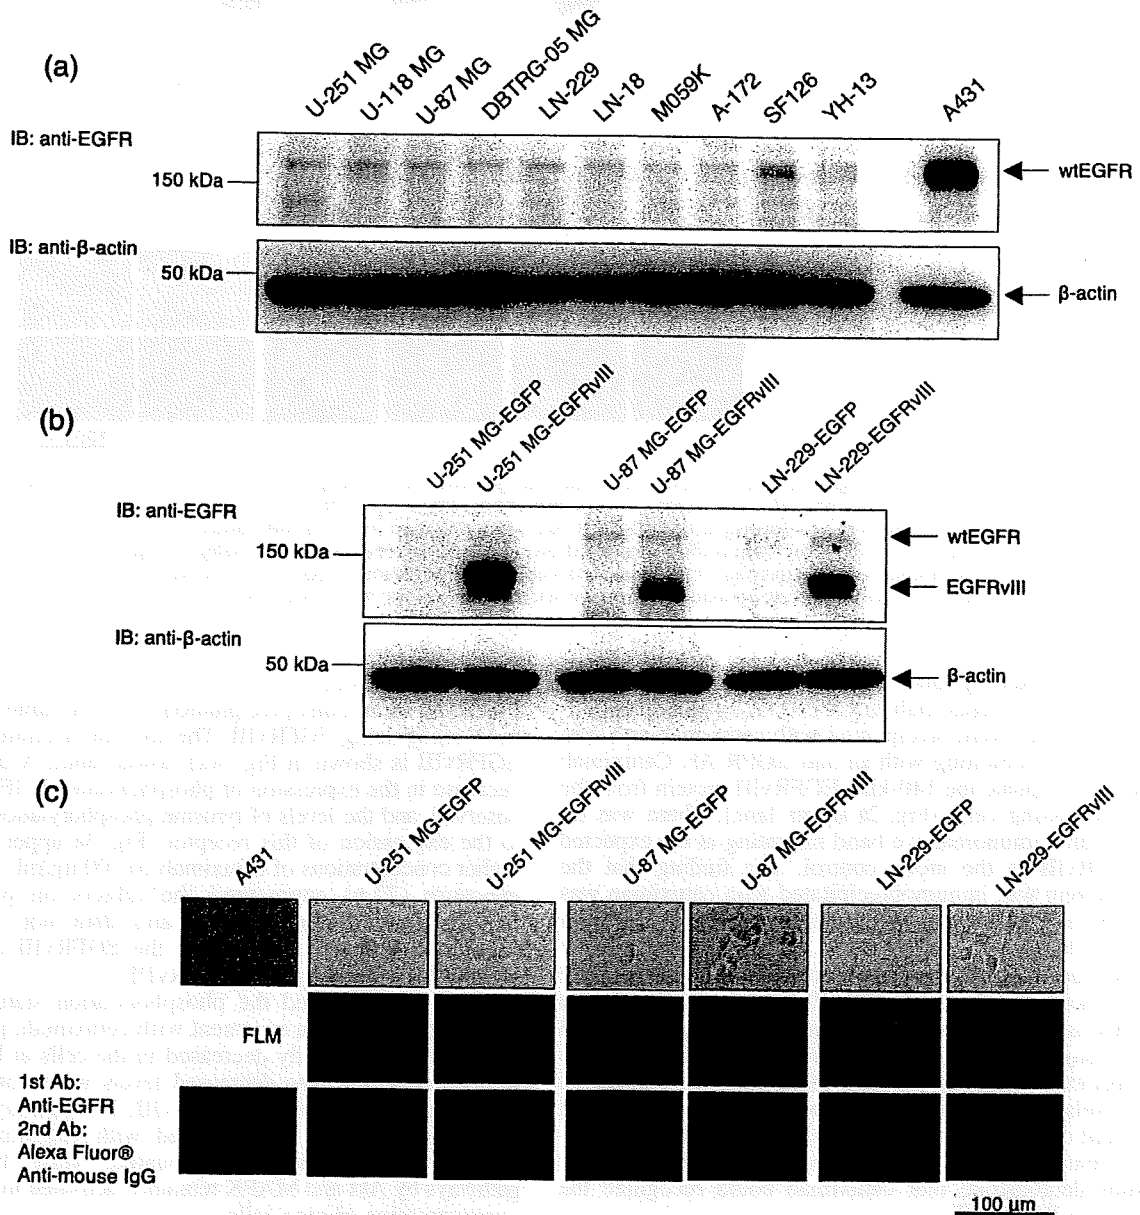 (a)
U-251 MG
U-118 MG
U-87 MG
DBTRG-05 MG
LN-229
LN-18
M059K
A-172
SF126
YH-13
A431
IB: anti-EGFR
150 kDa
wtEGFR
IB: anti-β-actin
50 kDa
β-actin
(b)
U-251 MG-EGFP
U-251 MG-EGFRvIII
U-87 MG-EGFP
U-87 MG-EGFRvIII
LN-229-EGFP
LN-229-EGFRvIII
IB: anti-EGFR
150 kDa
wtEGFR
EGFRvIII
IB: anti-β-actin
50 kDa
β-actin
(c)
A431
U-251 MG-EGFP
U-251 MG-EGFRvIII
U-87 MG-EGFP
U-87 MG-EGFRvIII
LN-229-EGFP
LN-229-EGFRvIII
FLM
1st Ab:
Anti-EGFR
2nd Ab:
Alexa Fluor®
Anti-mouse IgG
100 μm